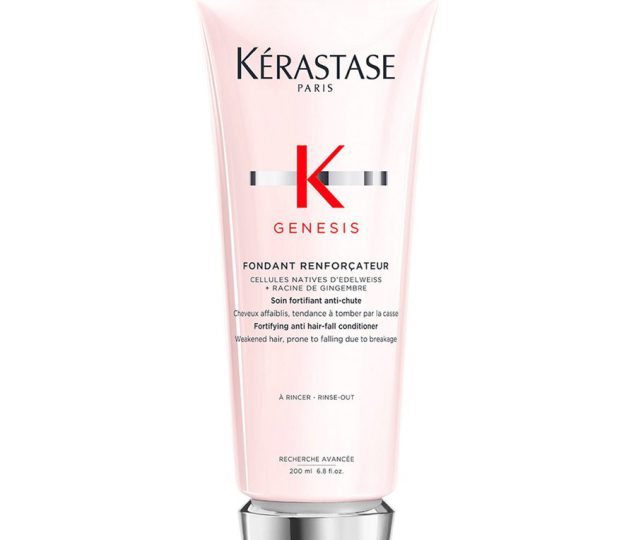 KÉRASTASE
PARIS
K
GENESIS
FONDANT RENFORÇATEUR
CELLULES NATIVES D'EDELWEISS
+ RACINE DE GINGEMBRE
Soin fortifiant anti-chute
Cheveux affaiblis, tendance à tomber par la casse
Fortifying anti hair-fall conditioner
Weakened hair, prone to falling due to breakage
À RINCER - RINSE-OUT
RECHERCHE AVANCÉE
200 ml 6.8 fl.oz.